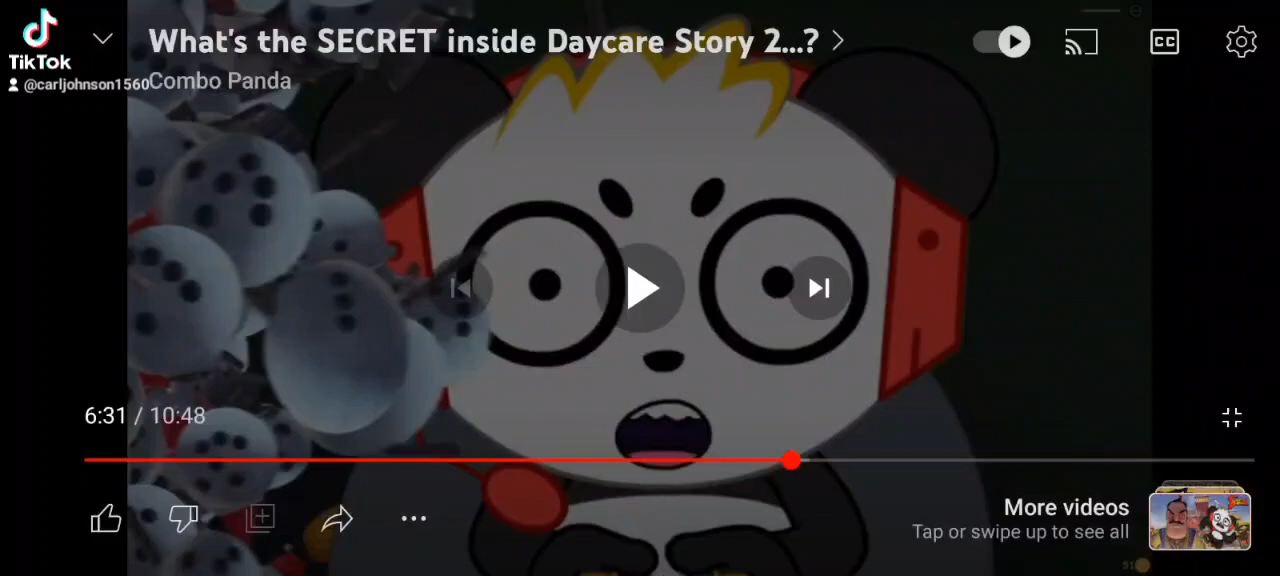 What's the SECRET inside Daycare Story 2...?
TikTok
@carljohnson1560
Combo Panda
CC
6:31 / 10:48
More videos
Tap or swipe up to see all